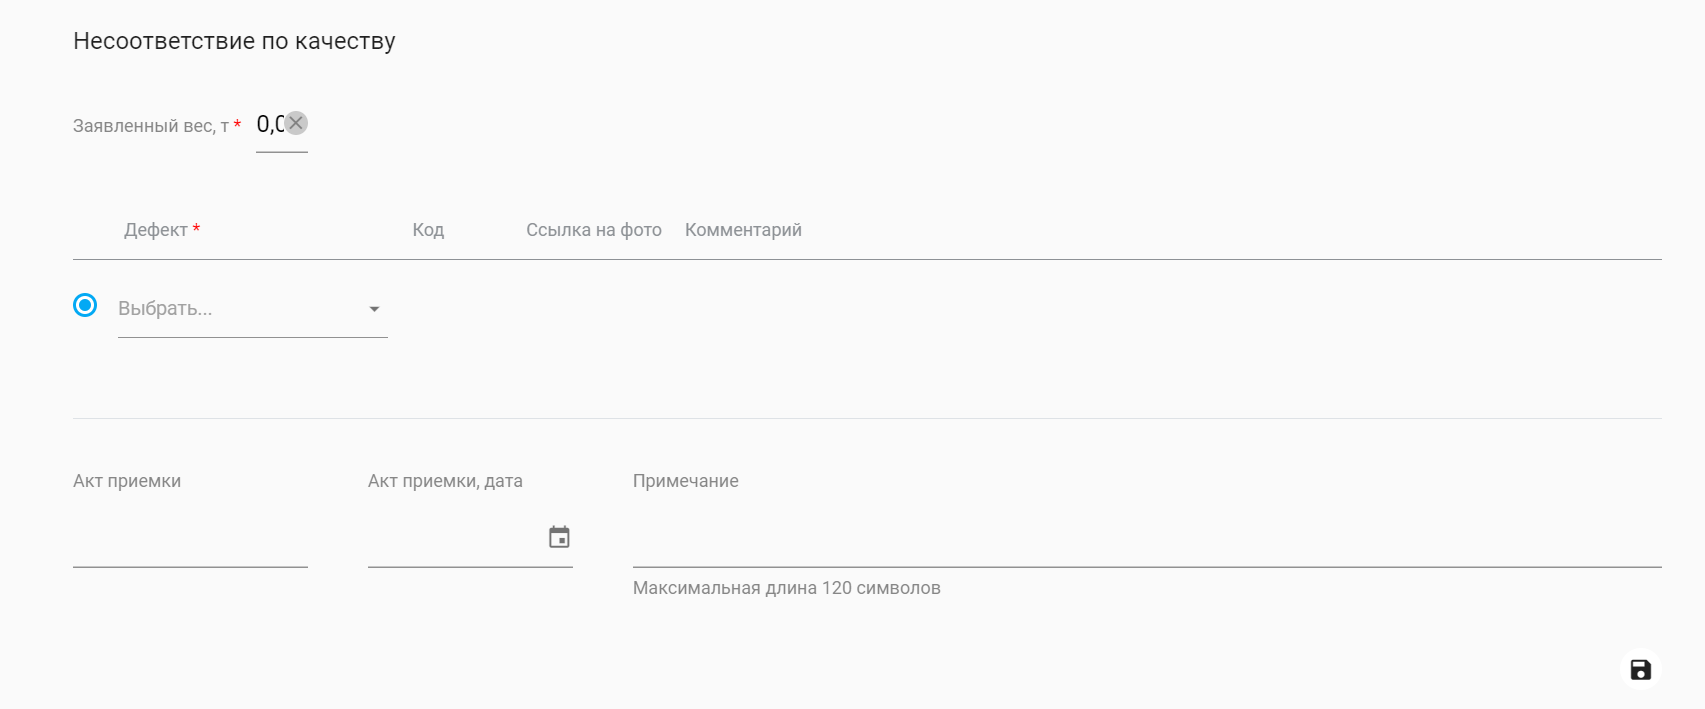 Несоответствие по качеству
Заявленный вес, т * 0,0
Дефект * Код Ссылка на фото Комментарий
Выбрать...
Акт приемки Акт приемки, дата Примечание
Максимальная длина 120 символов